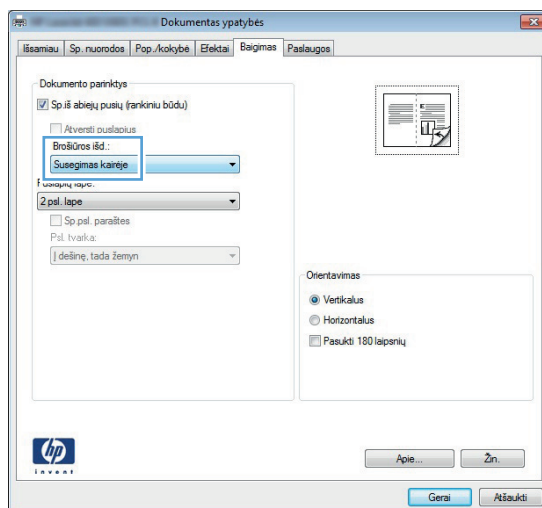 Dokumentas ypatybės
Išsamiau Sp. nuorodos Pop./kokybė Efektai Baigimas Paslaugos
Dokumento parinktys
Sp.iš abiejų pusių (rankiniu būdu)
Atversti puslapius
Brošiūros išd.:
Susegimas kairėje
2 psl. lape
Sp.psl. paraštes
Psl. tvarka:
Į dešinę, tada žemyn
Orientavimas
Vertikalus
Horizontalus
Pasukti 180 laipsnių
hp
invent
Apie... Žin.
Gerai Atšaukti